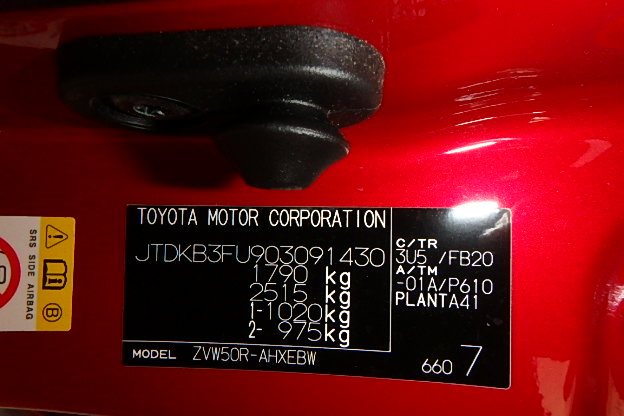 TOYOTA MOTOR CORPORATION
JTDKB3FU903091430
1790 kg
2515 kg
1-1020 kg
2- 975 kg
MODEL ZVW50R-AHXEBW
C/TR
3U5 /FB20
A/TM
-01A/P610
PLANTA41
660 7
SRS SIDE AIRBAG
B